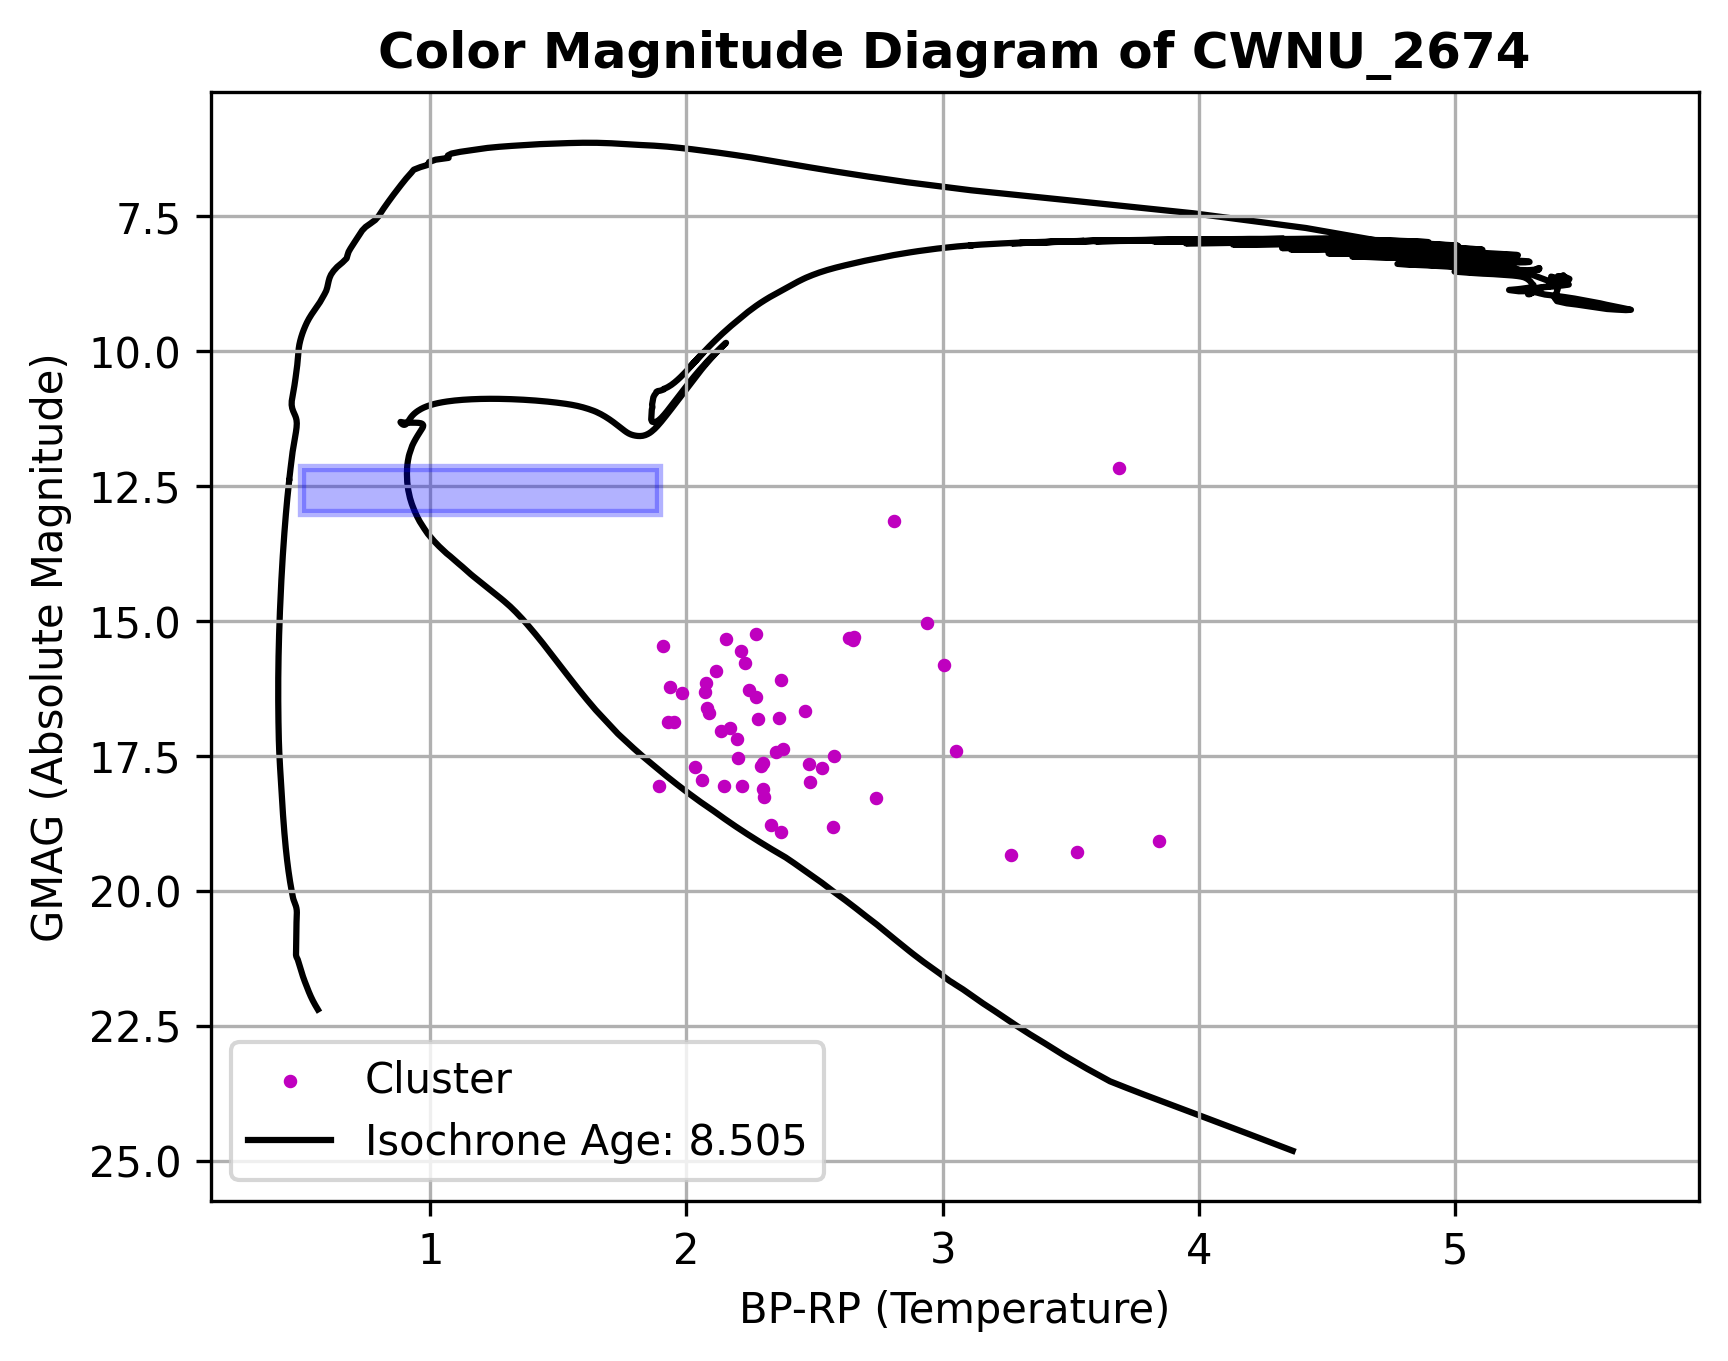 Color Magnitude Diagram of CWNU_2674
GMAG (Absolute Magnitude)
7.5
10.0
12.5
15.0
17.5
20.0
22.5
25.0
Cluster
Isochrone Age: 8.505
1 2 3 4 5
BP-RP (Temperature)